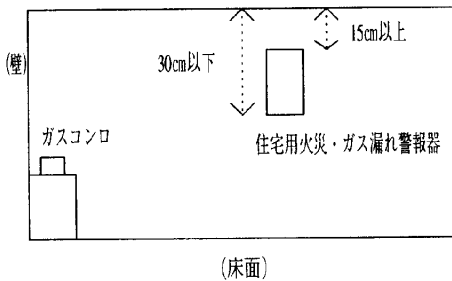 15cm以上
30cm以下
(壁)
ガスコンロ
住宅用火災・ガス漏れ警報器
(床面)